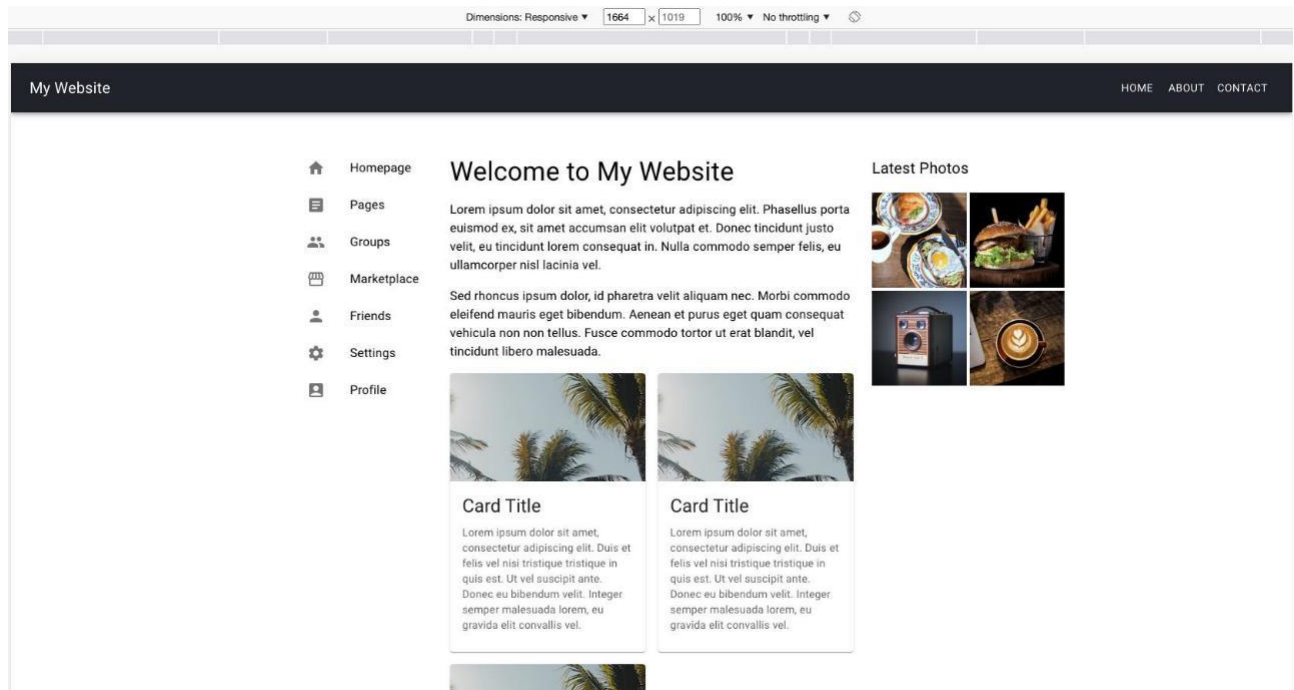 Dimensions: Responsive ▼ 1664 x 1019 100% ▼ No throttling ▼
My Website
HOME ABOUT CONTACT
Homepage
Pages
Groups
Marketplace
Friends
Settings
Profile
Welcome to My Website
Lorem ipsum dolor sit amet, consectetur adipiscing elit. Phasellus porta
euismod ex, sit amet accumsan elit volutpat et. Donec tincidunt justo
velit, eu tincidunt lorem consequat in. Nulla commodo semper felis, eu
ullamcorper nisl lacinia vel.
Sed rhoncus ipsum dolor, id pharetra velit aliquam nec. Morbi commodo
eleifend mauris eget bibendum. Aenean et purus eget quam consequat
vehicula non non tellus. Fusce commodo tortor ut erat blandit, vel
tincidunt libero malesuada.
Card Title
Lorem ipsum dolor sit amet,
consectetur adipiscing elit. Duis et
felis vel nisi tristique tristique in
quis est. Ut vel suscipit ante.
Donec eu bibendum velit. Integer
semper malesuada lorem, eu
gravida elit convallis vel.
Card Title
Lorem ipsum dolor sit amet,
consectetur adipiscing elit. Duis et
felis vel nisi tristique tristique in
quis est. Ut vel suscipit ante.
Donec eu bibendum velit. Integer
semper malesuada lorem, eu
gravida elit convallis vel.
Latest Photos